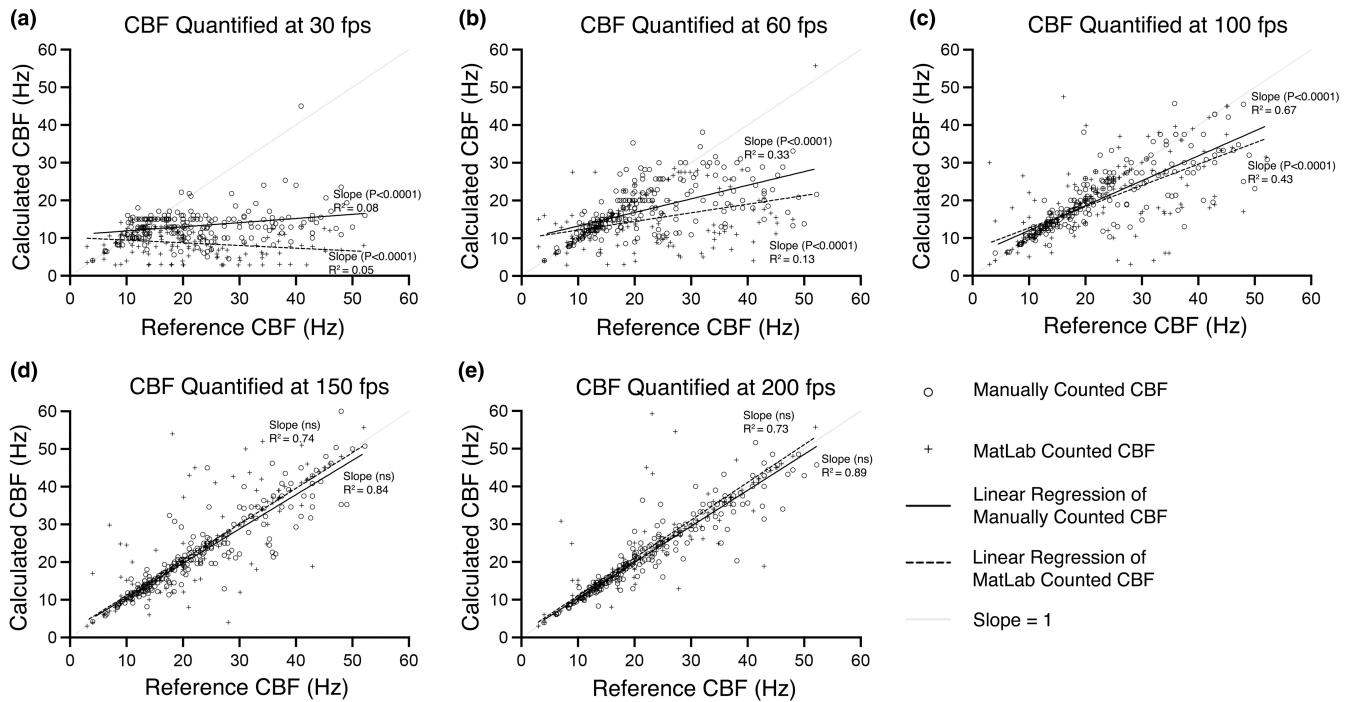 (a)
CBF Quantified at 30 fps
60
50
40
30
20
10
0
Calculated CBF (Hz)
Slope (P<0.0001)
R² = 0.08
Slope (P<0.0001)
R² = 0.05
0 10 20 30 40 50 60
Reference CBF (Hz)
(b)
CBF Quantified at 60 fps
60
50
40
30
20
10
0
Calculated CBF (Hz)
Slope (P<0.0001)
R² = 0.33
Slope (P<0.0001)
R² = 0.13
0 10 20 30 40 50 60
Reference CBF (Hz)
(c)
CBF Quantified at 100 fps
60
50
40
30
20
10
0
Calculated CBF (Hz)
Slope (P<0.0001)
R² = 0.67
Slope (P<0.0001)
R² = 0.43
0 10 20 30 40 50 60
Reference CBF (Hz)
(d)
CBF Quantified at 150 fps
60
50
40
30
20
10
0
Calculated CBF (Hz)
Slope (ns)
R² = 0.74
Slope (ns)
R² = 0.84
0 10 20 30 40 50 60
Reference CBF (Hz)
(e)
CBF Quantified at 200 fps
60
50
40
30
20
10
0
Calculated CBF (Hz)
Slope (ns)
R² = 0.73
Slope (ns)
R² = 0.89
0 10 20 30 40 50 60
Reference CBF (Hz)
Manually Counted CBF
MatLab Counted CBF
Linear Regression of
Manually Counted CBF
Linear Regression of
MatLab Counted CBF
Slope = 1